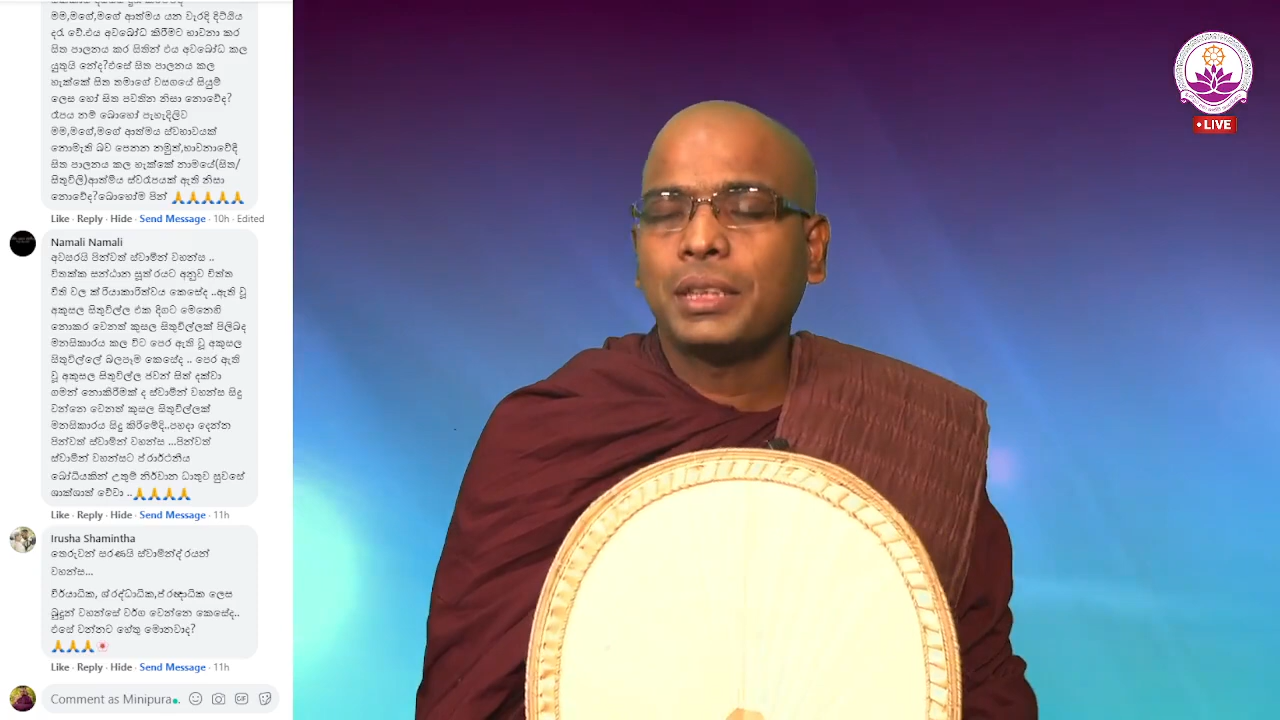 මම,මගේ,මගේ ආත්මය යන වැරදි දිට්ඨිය
දුරු වේ.එය අවබෝධ කිරීමට භාවනා කර
සිත පාලනය කර සිතින් එය අවබෝධ කල
යුතුයි නේද?එසේ සිත පාලනය කල
හැක්කේ සිත තමාගේ වසගයේ සියුම්
ලෙස හෝ සිත පවතින නිසා නොවේද?
රූපය නම් බොහෝ පැහැදිලිව
මම,මගේ,මගේ ආත්මය ස්වභාවයක්
නොමැති බව පෙනන නමුත්,භාවනාවේදි
සිත පාලනය කල හැක්කේ නාමයේ(සිත/
සිතුවිලි)ආත්මීය ස්වරූපයක් ඇති නිසා
නොවේද?බොහෝම පින් 🙏🙏🙏🙏🙏
Like · Reply · Hide · Send Message · 10h · Edited
Namali Namali
අවසරයි පින්වත් ස්වාමීන් වහන්ස ..
විතක්ක සන්ඨාන සූත්‍රයට අනුව චිත්ත
වීති වල ක්‍රියාකාරිත්වය කෙසේද ..ඇති වූ
අකුසල සිතුවිල්ල එක දිගට මෙනෙහි
නොකර වෙනත් කුසල සිතුවිල්ලක් පිලිබද
මනසිකාරය කල විට පෙර ඇති වූ අකුසල
සිතුවිල්ලේ බලපෑම කෙසේද .. පෙර ඇති
වූ අකුසල සිතුවිල්ල ජවන් සිත් දක්වා
ගමන් නොකිරීමක් ද ස්වාමීන් වහන්ස සිදු
වන්නෙ වෙනත් කුසල සිතුවිල්ලක්
මනසිකාරය සිදු කිරීමේදි..පහදා දෙන්න
පින්වත් ස්වාමීන් වහන්ස ...පින්වත්
ස්වාමීන් වහන්සට ප්‍රාර්ථනීය
බෝධියකින් උතුම් නිර්වාන ධාතුව සුවසේ
ශාක්ශාත් වේවා ..🙏🙏🙏🙏
Like · Reply · Hide · Send Message · 11h
Irusha Shamintha
තෙරුවන් සරණයි ස්වාමින්ද්‍රයන්
වහන්ස...
වීර්යාධික, ශ්‍රද්ධාධික,ප්‍රඥාධික ලෙස
බුදුන් වහන්සේ වර්ග වෙන්නෙ කෙසේද..
එසේ වන්නට හේතු මොනවාද?
🙏🙏🙏💮
Like · Reply · Hide · Send Message · 11h
Comment as Minipura
GIF
• LIVE